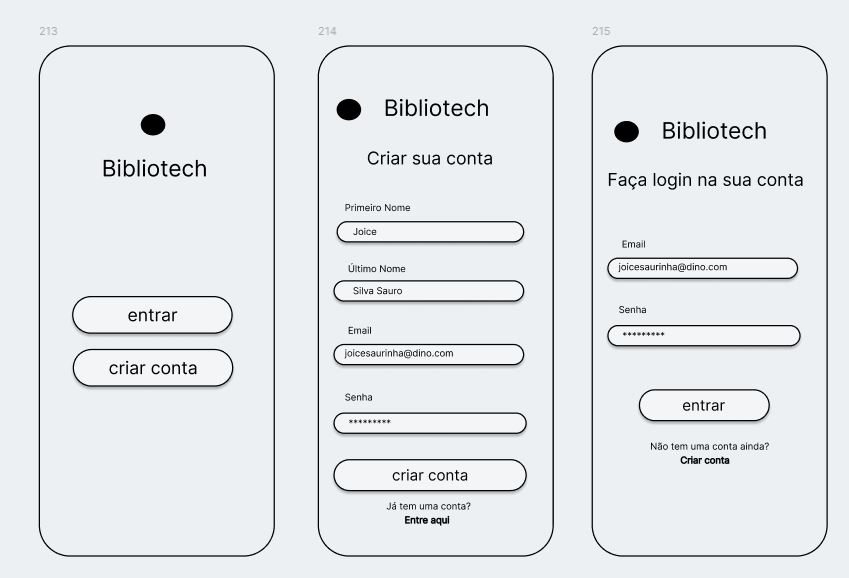 213
Bibliotech
entrar
criar conta
214
Bibliotech
Criar sua conta
Primeiro Nome
Joice
Último Nome
Silva Sauro
Email
joicesaurinha@dino.com
Senha
*********
criar conta
Já tem uma conta?
Entre aqui
215
Bibliotech
Faça login na sua conta
Email
joicesaurinha@dino.com
Senha
*********
entrar
Não tem uma conta ainda?
Criar conta